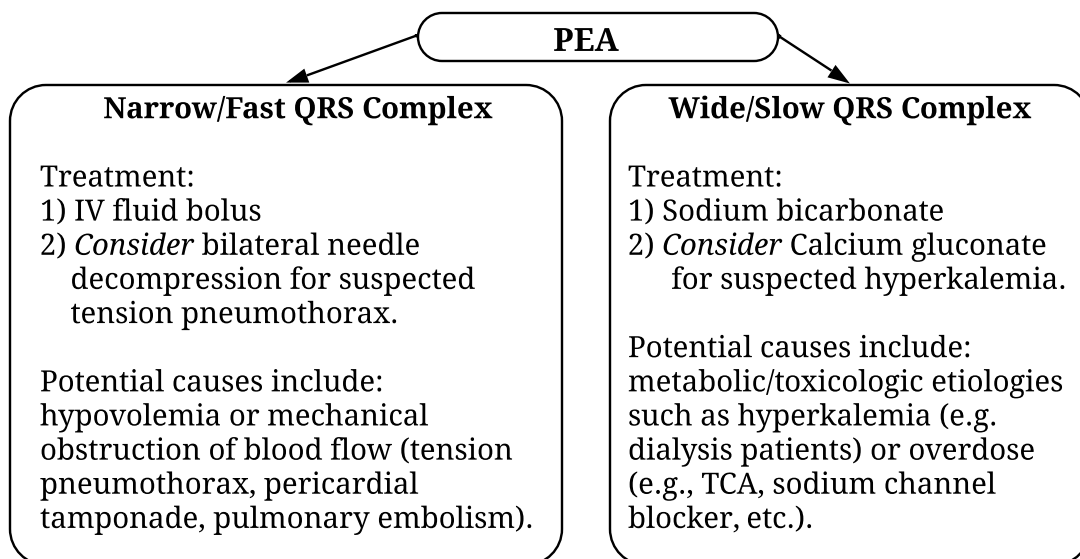 PEA
Narrow/Fast QRS Complex
Treatment:
1) IV fluid bolus
2) Consider bilateral needle
decompression for suspected
tension pneumothorax.
Potential causes include:
hypovolemia or mechanical
obstruction of blood flow (tension
pneumothorax, pericardial
tamponade, pulmonary embolism).
Wide/Slow QRS Complex
Treatment:
1) Sodium bicarbonate
2) Consider Calcium gluconate
for suspected hyperkalemia.
Potential causes include:
metabolic/toxicologic etiologies
such as hyperkalemia (e.g.
dialysis patients) or overdose
(e.g., TCA, sodium channel
blocker, etc.).